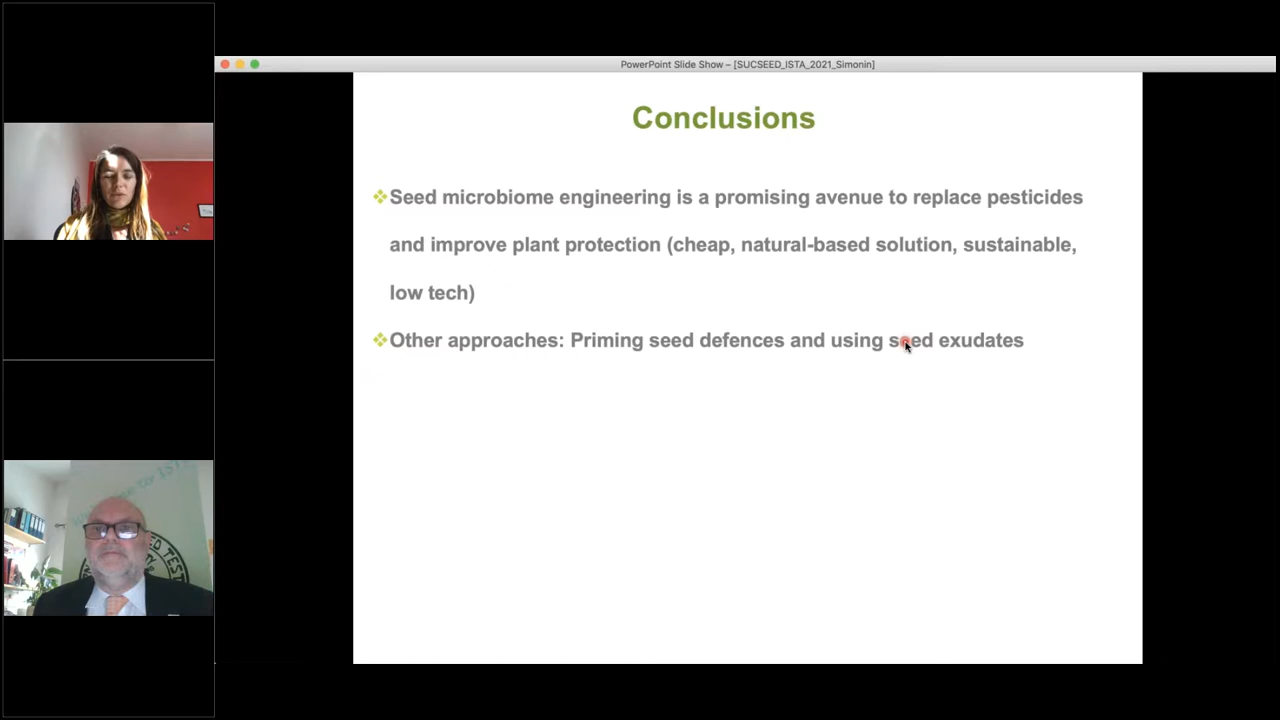 PowerPoint Slide Show – [SUCSEED_ISTA_2021_Simonin]
Conclusions
Seed microbiome engineering is a promising avenue to replace pesticides
and improve plant protection (cheap, natural-based solution, sustainable,
low tech)
Other approaches: Priming seed defences and using seed exudates